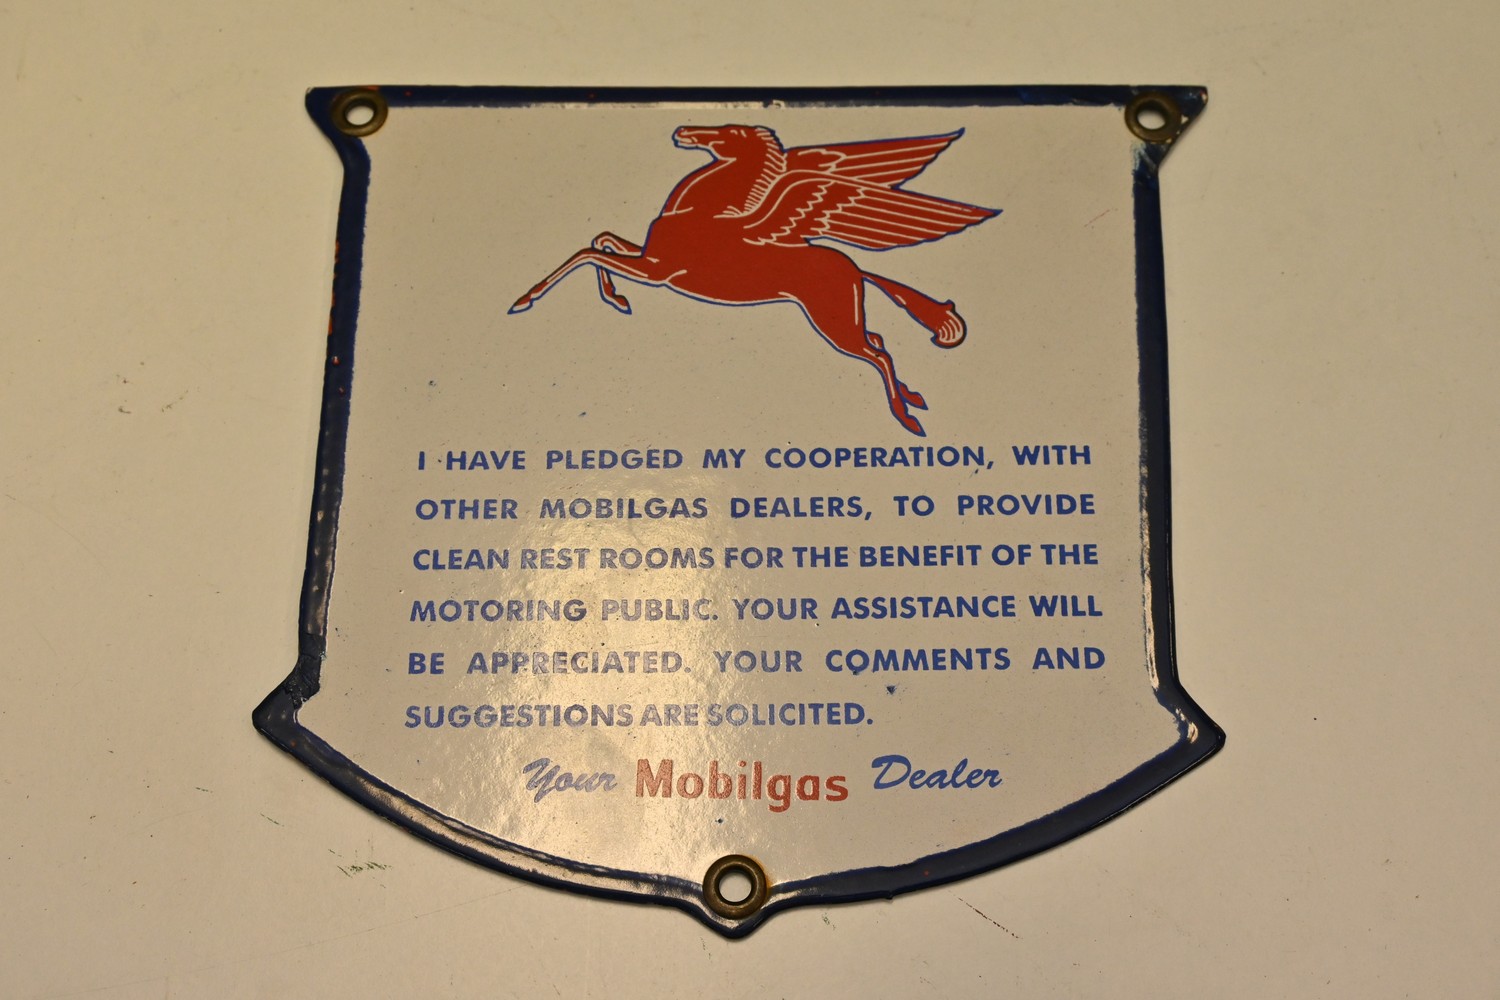 I HAVE PLEDGED MY COOPERATION, WITH
OTHER MOBILGAS DEALERS, TO PROVIDE
CLEAN REST ROOMS FOR THE BENEFIT OF THE
MOTORING PUBLIC. YOUR ASSISTANCE WILL
BE APPRECIATED. YOUR COMMENTS AND
SUGGESTIONS ARE SOLICITED.
Your Mobilgas Dealer